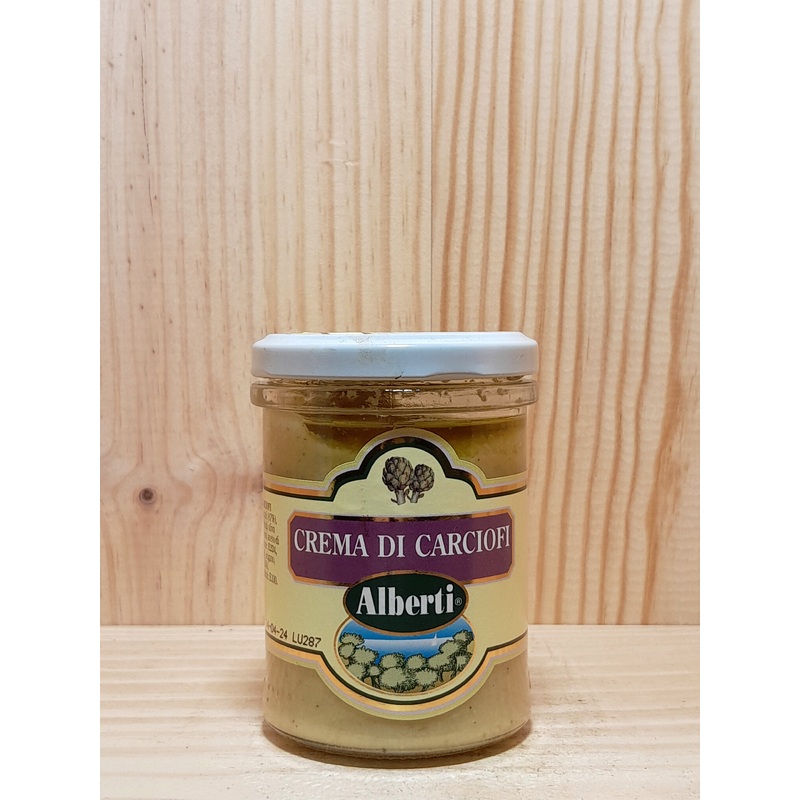 CREMA DI CARCIOFI
Alberti®
-04-24 LU287